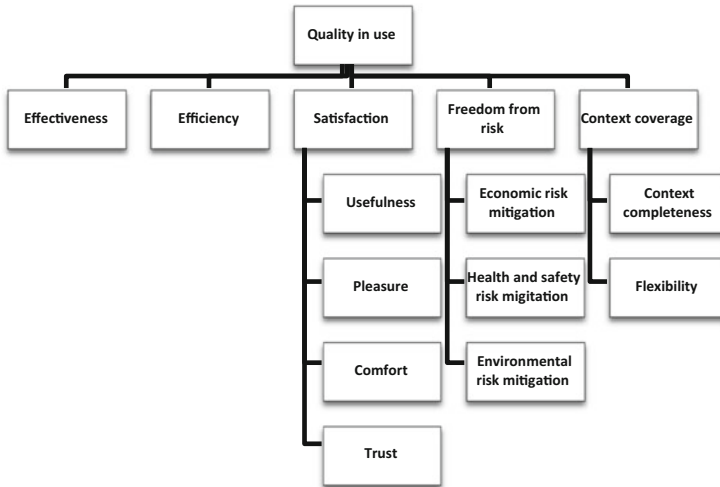 Quality in use
Effectiveness
Efficiency
Satisfaction
Freedom from
risk
Context coverage
Usefulness
Pleasure
Comfort
Trust
Economic risk
mitigation
Health and safety
risk migitation
Environmental
risk mitigation
Context
completeness
Flexibility